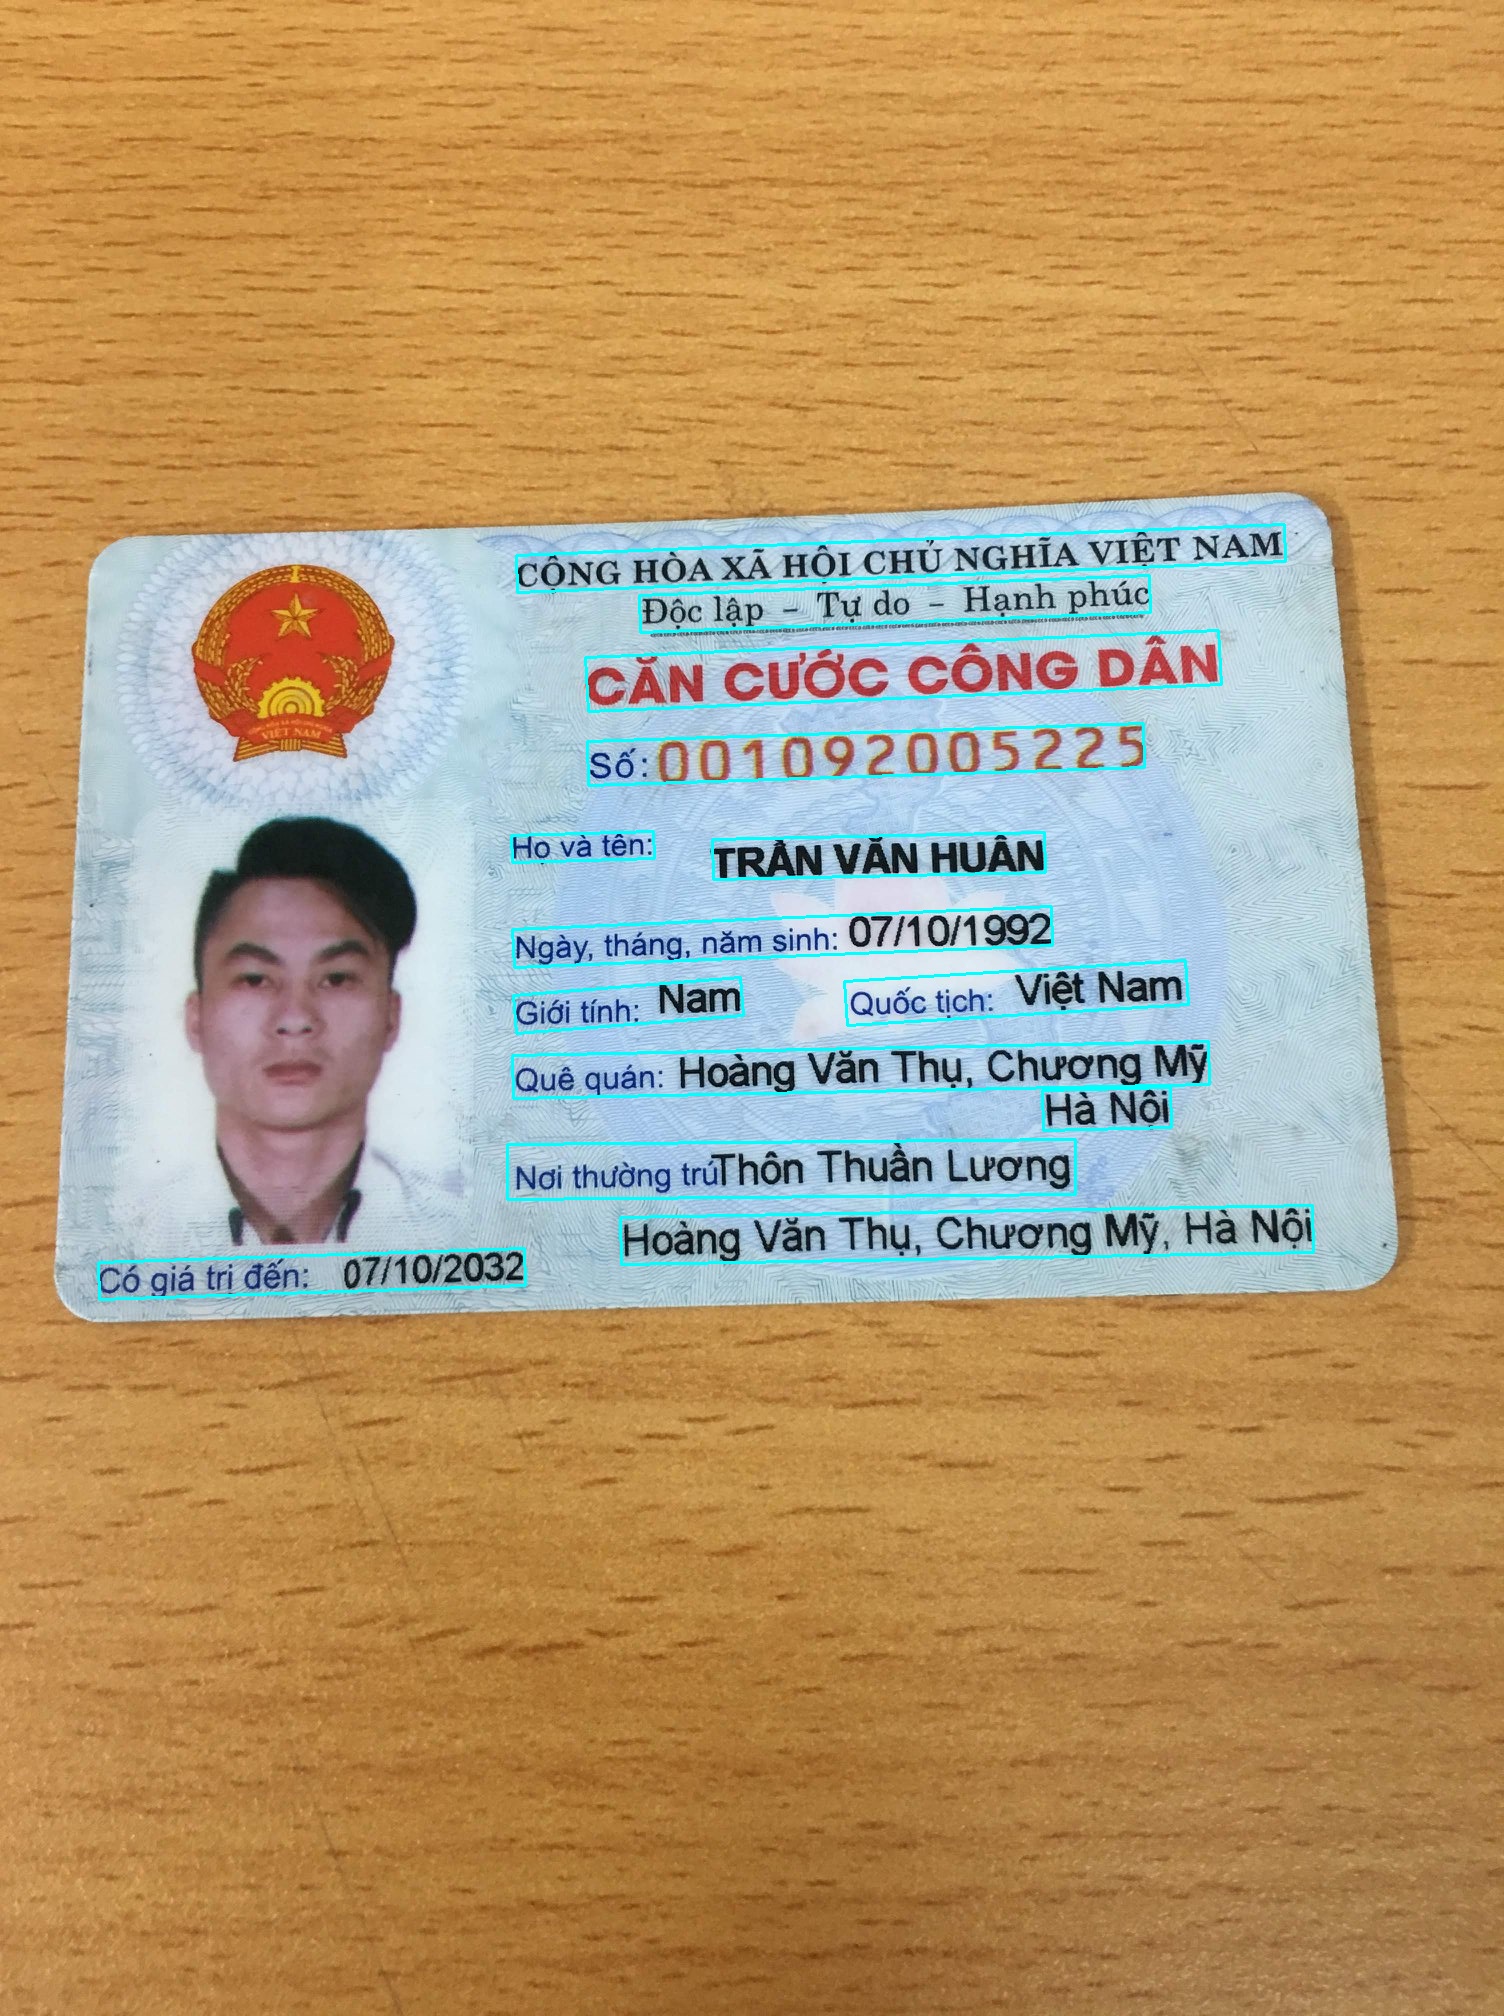 CỘNG HÒA XÃ HỘI CHỦ NGHĨA VIỆT NAM
Độc lập - Tự do - Hạnh phúc
CĂN CƯỚC CÔNG DÂN
Số: 001092005225
Họ và tên: TRẦN VĂN HUÂN
Ngày, tháng, năm sinh: 07/10/1992
Giới tính: Nam Quốc tịch: Việt Nam
Quê quán: Hoàng Văn Thụ, Chương Mỹ
Hà Nội
Nơi thường trú Thôn Thuần Lương
Hoàng Văn Thụ, Chương Mỹ, Hà Nội
Có giá trị đến: 07/10/2032
VIỆT NAM